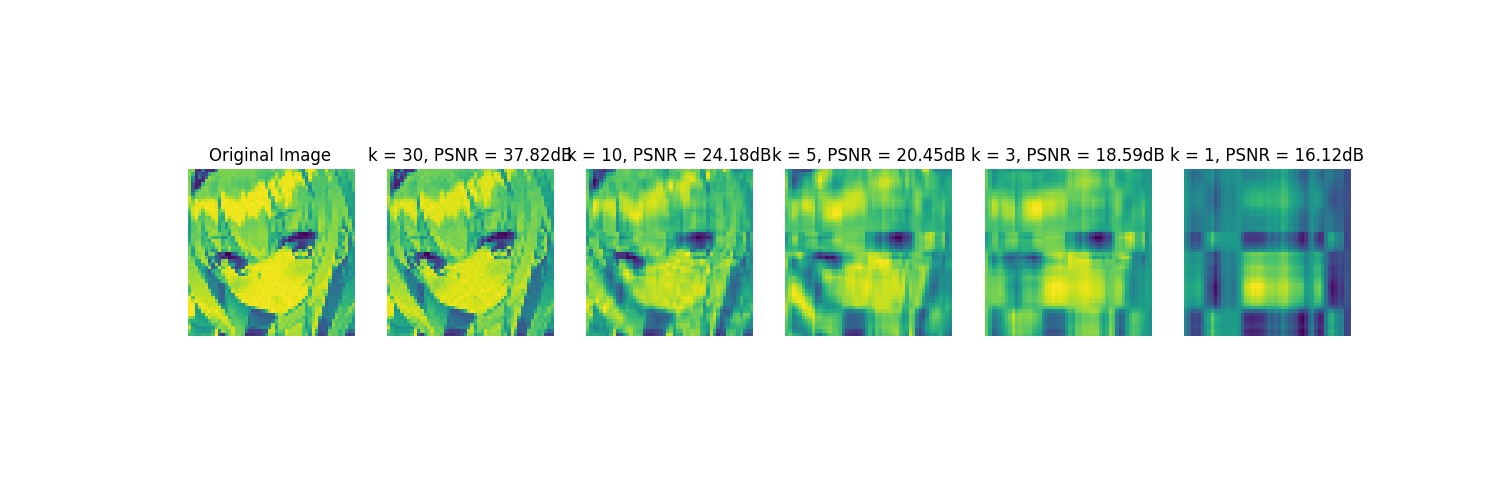 Original Image
k = 30, PSNR = 37.82dB
k = 10, PSNR = 24.18dB
k = 5, PSNR = 20.45dB
k = 3, PSNR = 18.59dB
k = 1, PSNR = 16.12dB